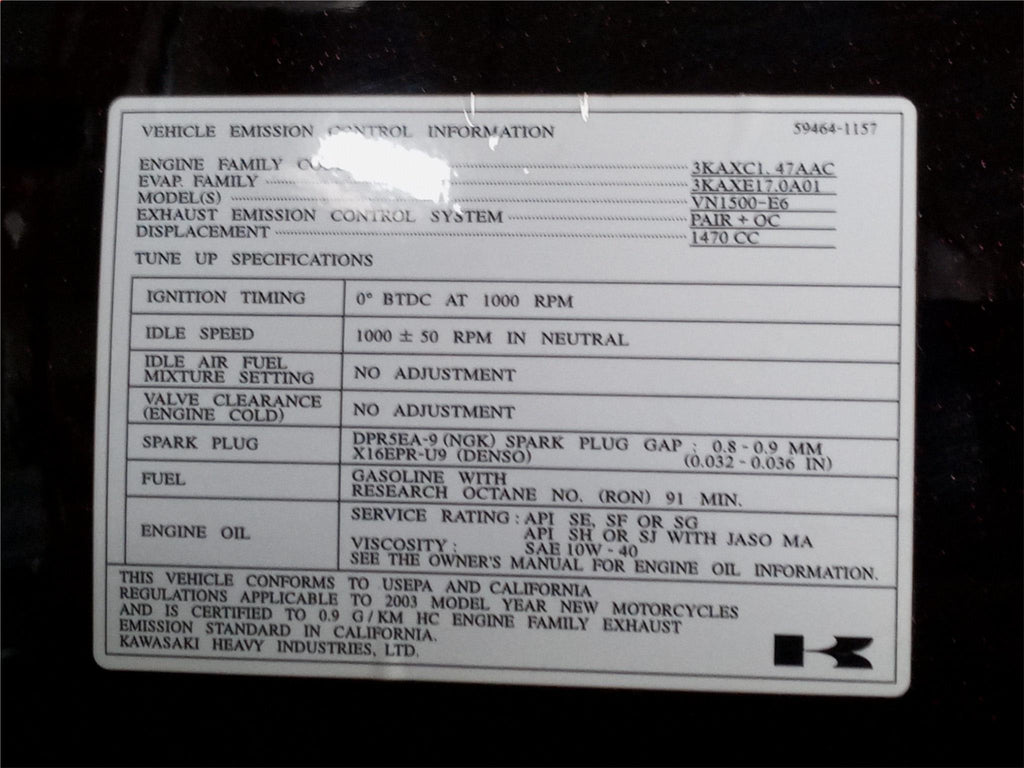 VEHICLE EMISSION CONTROL INFORMATION 59464-1157
ENGINE FAMILY 3KAXC1. 47AAC
EVAP. FAMILY 3KAXE17.0A01
MODEL(S) VN1500-E6
EXHAUST EMISSION CONTROL SYSTEM PAIR + OC
DISPLACEMENT 1470 CC
TUNE UP SPECIFICATIONS
IGNITION TIMING 0° BTDC AT 1000 RPM
IDLE SPEED 1000 ± 50 RPM IN NEUTRAL
IDLE AIR FUEL
MIXTURE SETTING NO ADJUSTMENT
VALVE CLEARANCE
(ENGINE COLD) NO ADJUSTMENT
SPARK PLUG DPR5EA-9 (NGK) SPARK PLUG GAP : 0.8 - 0.9 MM
X16EPR-U9 (DENSO) (0.032 - 0.036 IN)
FUEL GASOLINE WITH
RESEARCH OCTANE NO. (RON) 91 MIN.
ENGINE OIL SERVICE RATING : API SE, SF OR SG
API SH OR SJ WITH JASO MA
VISCOSITY : SAE 10W - 40
SEE THE OWNER'S MANUAL FOR ENGINE OIL INFORMATION.
THIS VEHICLE CONFORMS TO USEPA AND CALIFORNIA
REGULATIONS APPLICABLE TO 2003 MODEL YEAR NEW MOTORCYCLES
AND IS CERTIFIED TO 0.9 G/KM HC ENGINE FAMILY EXHAUST
EMISSION STANDARD IN CALIFORNIA.
KAWASAKI HEAVY INDUSTRIES, LTD.